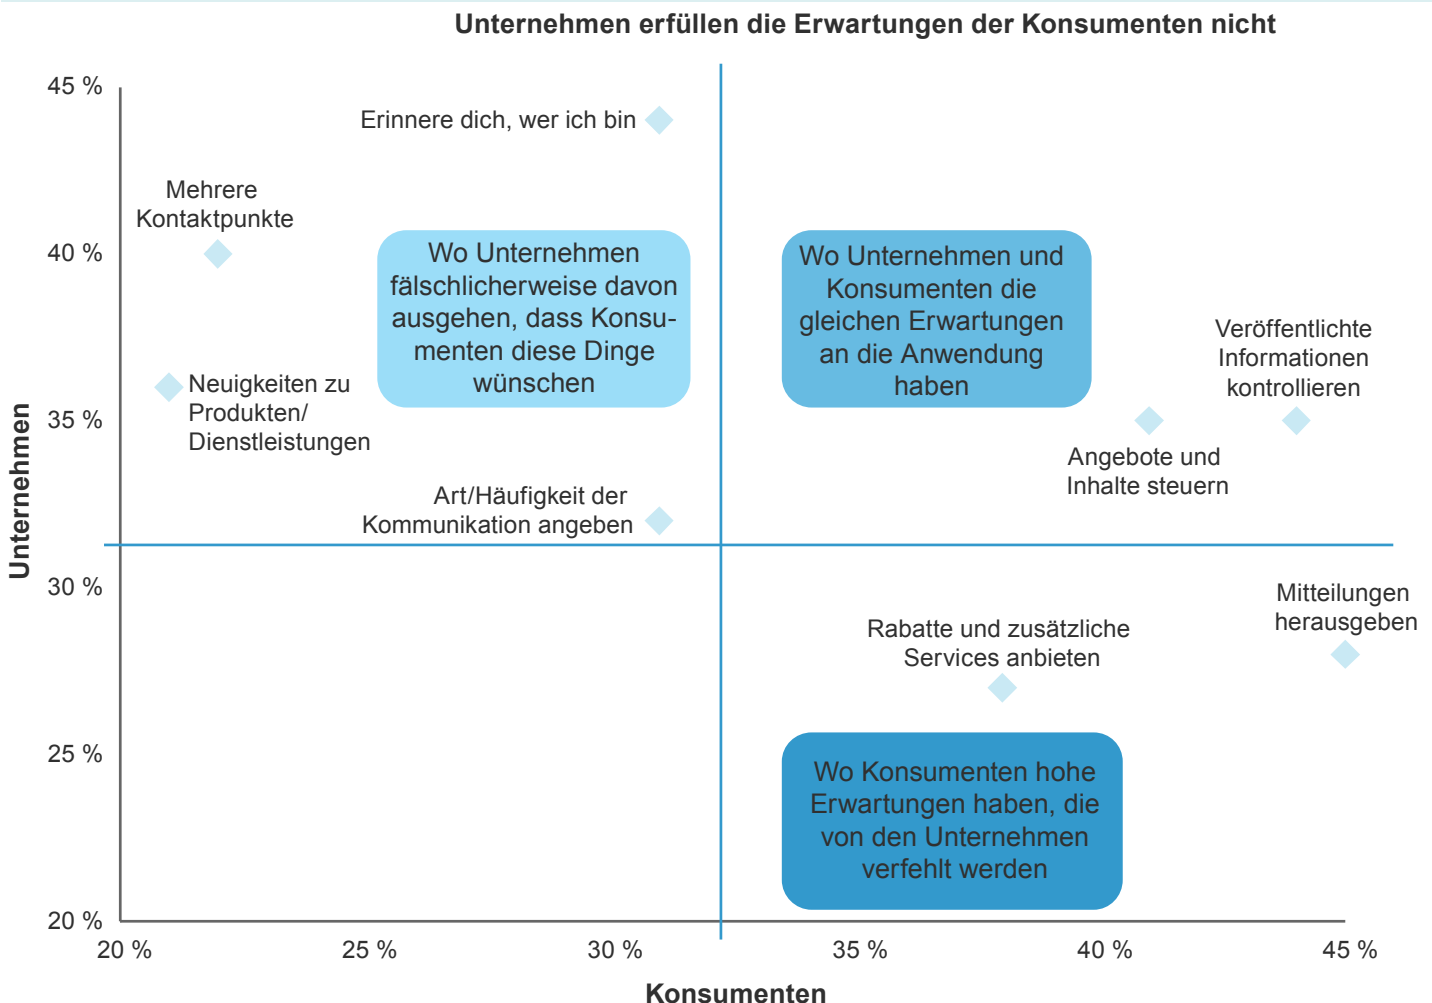 Unternehmen erfüllen die Erwartungen der Konsumenten nicht
45 %
Erinnere dich, wer ich bin
Mehrere
Kontaktpunkte
40 %
Wo Unternehmen
fälschlicherweise davon
ausgehen, dass Konsu-
menten diese Dinge
wünschen
Wo Unternehmen und
Konsumenten die
gleichen Erwartungen
an die Anwendung
haben
Veröffentlichte
Informationen
kontrollieren
Neuigkeiten zu
Produkten/
Dienstleistungen
35 %
Angebote und
Inhalte steuern
Art/Häufigkeit der
Kommunikation angeben
Unternehmen
30 %
Mitteilungen
herausgeben
Rabatte und zusätzliche
Services anbieten
25 %
Wo Konsumenten hohe
Erwartungen haben, die
von den Unternehmen
verfehlt werden
20 %
20 %
25 %
30 %
35 %
40 %
45 %
Konsumenten